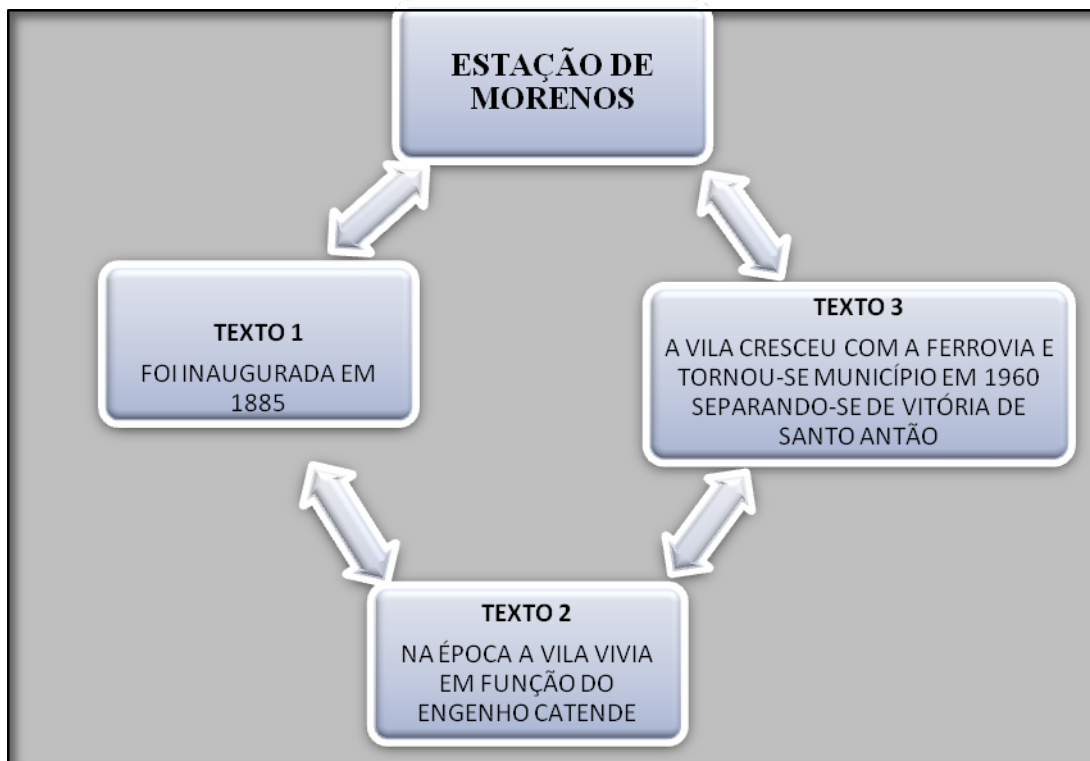 ESTAÇÃO DE
MORENOS
TEXTO 1
FOI INAUGURADA EM
1885
TEXTO 2
NA ÉPOCA A VILA VIVIA
EM FUNÇÃO DO
ENGENHO CATENDE
TEXTO 3
A VILA CRESCEU COM A FERROVIA E
TORNOU-SE MUNICÍPIO EM 1960
SEPARANDO-SE DE VITÓRIA DE
SANTO ANTÃO